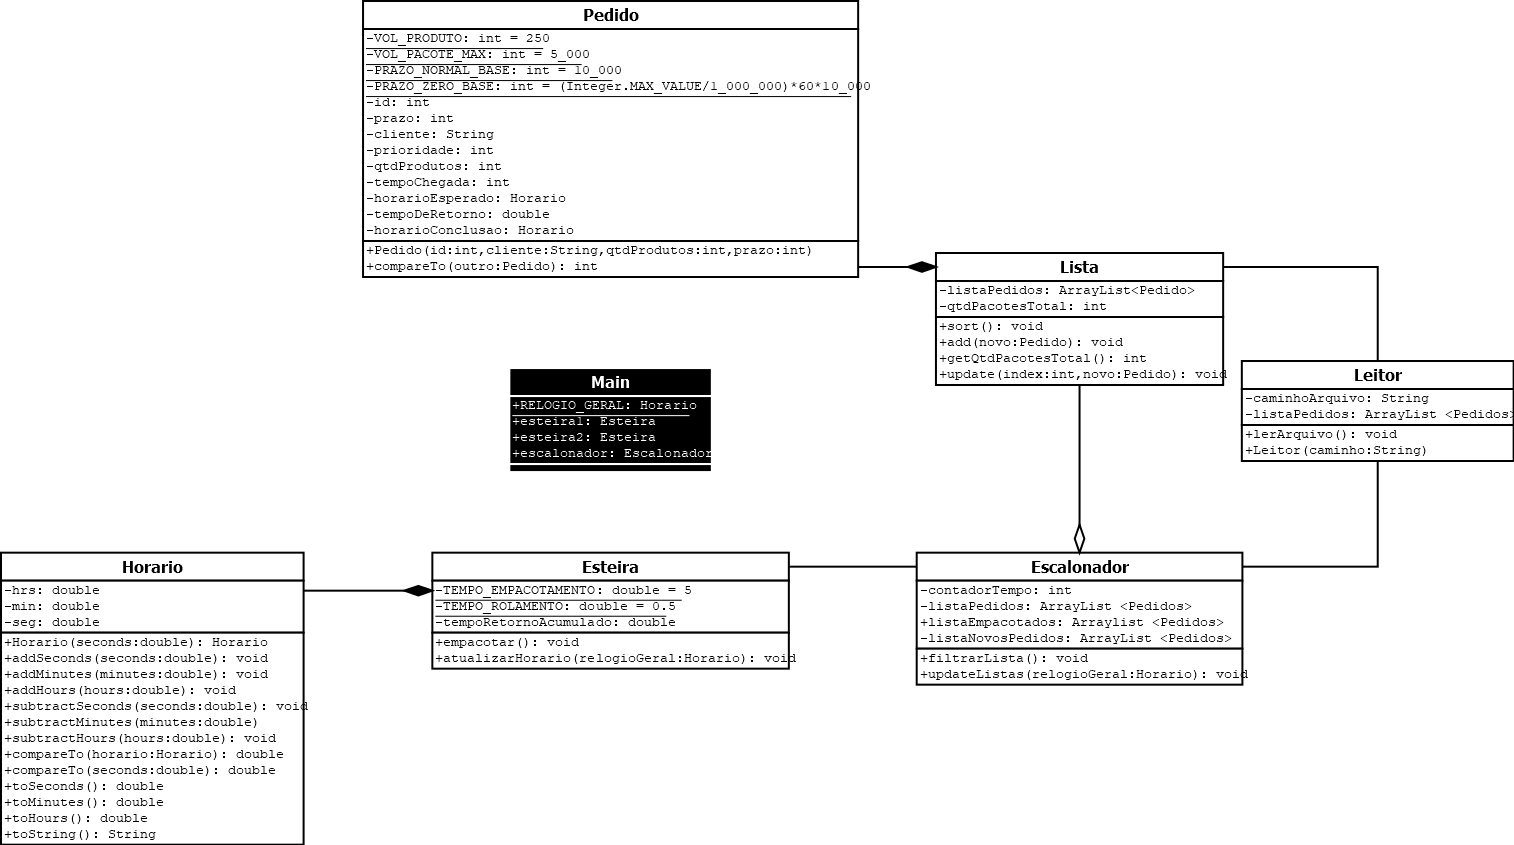 Pedido
-VOL_PRODUTO: int = 250
-VOL_PACOTE_MAX: int = 5_000
-PRAZO_NORMAL_BASE: int = 10_000
-PRAZO_ZERO_BASE: int = (Integer.MAX_VALUE/1_000_000)*60*10_000
-id: int
-prazo: int
-cliente: String
-prioridade: int
-qtdProdutos: int
-tempoChegada: int
-horarioEsperado: Horario
-tempoDeRetorno: double
-horarioConclusao: Horario
+Pedido(id:int,cliente:String,qtdProdutos:int,prazo:int)
+compareTo(outro:Pedido): int
Lista
-listaPedidos: ArrayList<Pedido>
-qtdPacotesTotal: int
+sort(): void
+add(novo:Pedido): void
+getQtdPacotesTotal(): int
+update(index:int,novo:Pedido): void
Leitor
-caminhoArquivo: String
-listaPedidos: ArrayList <Pedidos>
+lerArquivo(): void
+Leitor(caminho:String)
Main
+RELOGIO_GERAL: Horario
+esteira1: Esteira
+esteira2: Esteira
+escalonador: Escalonador
Horario
-hrs: double
-min: double
-seg: double
+Horario(seconds:double): Horario
+addSeconds(seconds:double): void
+addMinutes(minutes:double): void
+addHours(hours:double): void
+subtractSeconds(seconds:double): void
+subtractMinutes(minutes:double)
+subtractHours(hours:double): void
+compareTo(horario:Horario): double
+compareTo(seconds:double): double
+toSeconds(): double
+toMinutes(): double
+toHours(): double
+toString(): String
Esteira
-TEMPO_EMPACOTAMENTO: double = 5
-TEMPO_ROLAMENTO: double = 0.5
-tempoRetornoAcumulado: double
+empacotar(): void
+atualizarHorario(relogioGeral:Horario): void
Escalonador
-contadorTempo: int
-listaPedidos: ArrayList <Pedidos>
+listaEmpacotados: Arraylist <Pedidos>
-listaNovosPedidos: ArrayList <Pedidos>
+filtrarLista(): void
+updateListas(relogioGeral:Horario): void